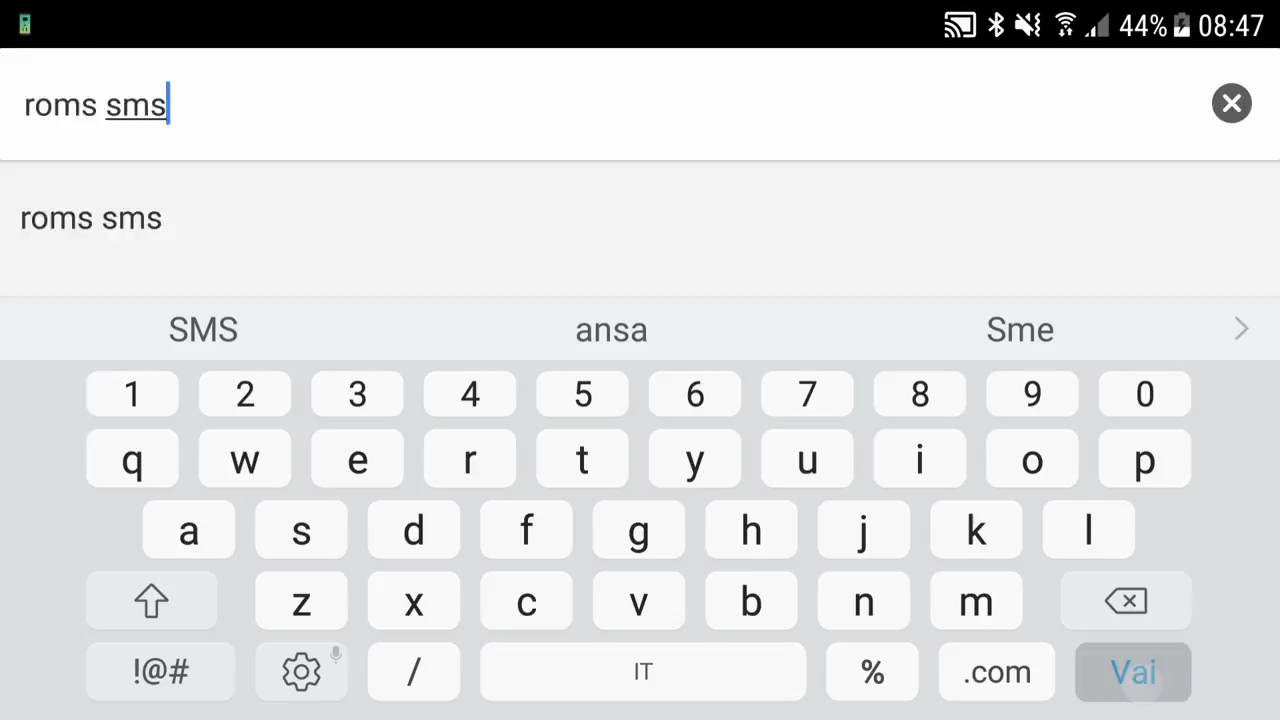 44% 08:47
roms sms
roms sms
SMS ansa Sme
1 2 3 4 5 6 7 8 9 0
q w e r t y u i o p
a s d f g h j k l
z x c v b n m
!@# / IT % .com Vai